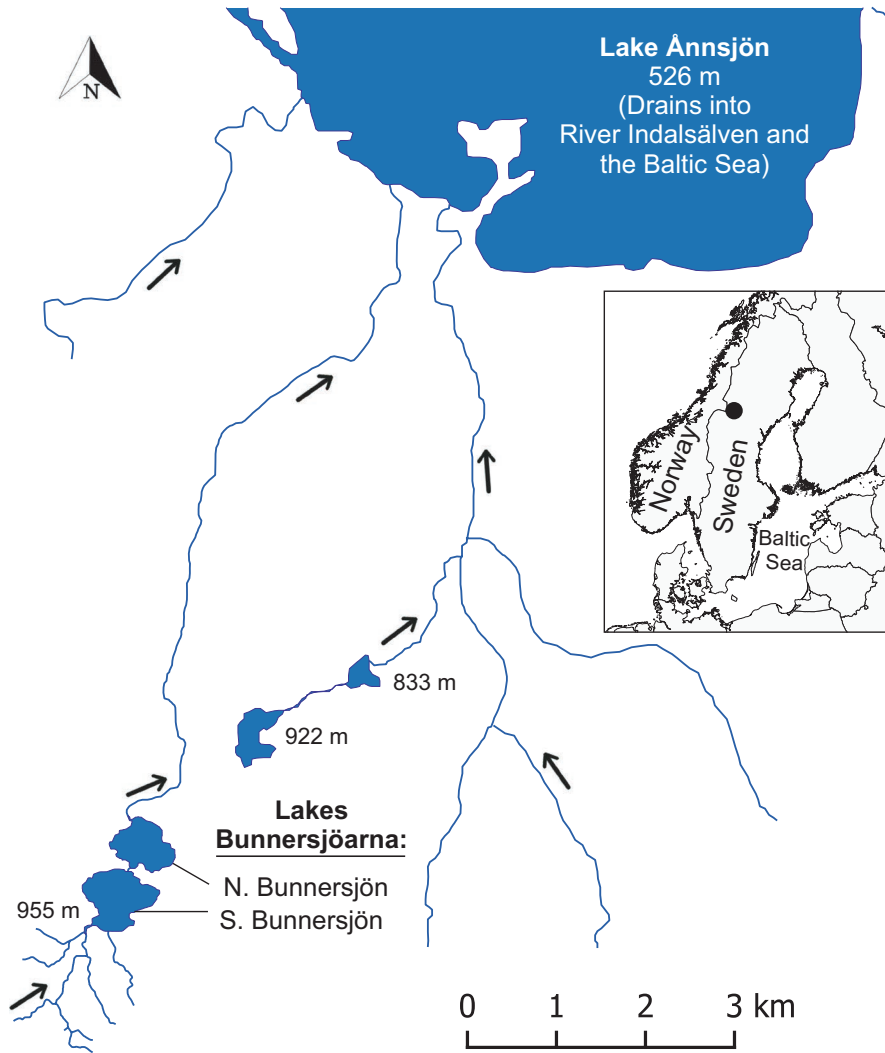 N
Lake Ånnsjön
526 m
(Drains into
River Indalsälven and
the Baltic Sea)
Norway
Sweden
Baltic
Sea
833 m
922 m
Lakes
Bunnersjöarna:
N. Bunnersjön
955 m
S. Bunnersjön
0 1 2 3 km